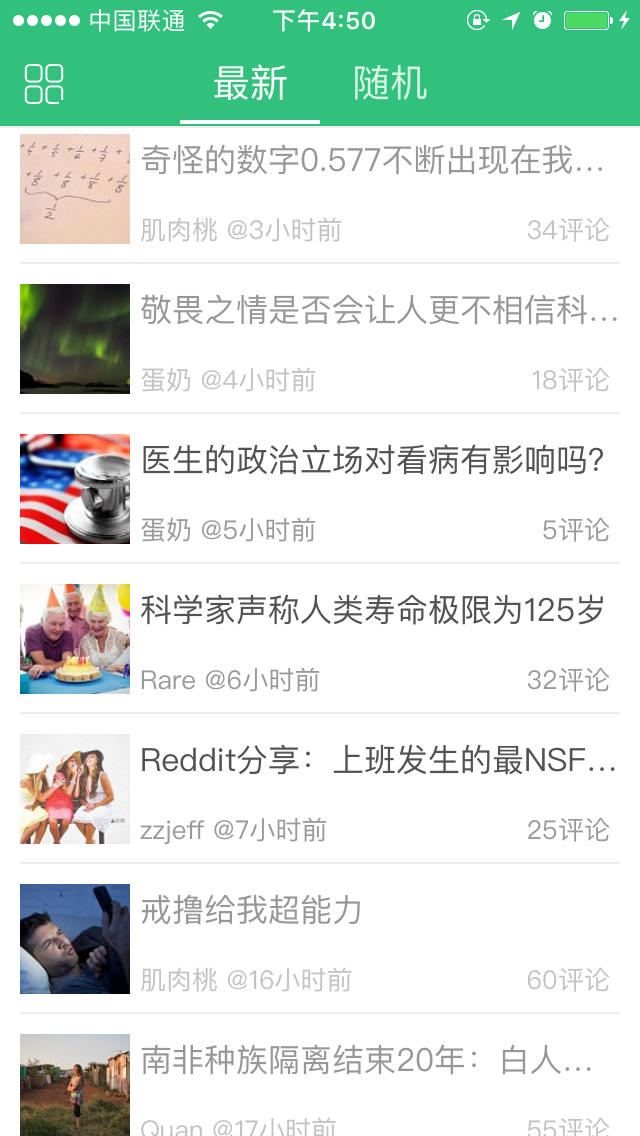 中国联通 下午4:50
最新 随机
奇怪的数字0.577不断出现在我...
肌肉桃 @3小时前 34评论
敬畏之情是否会让人更不相信科...
蛋奶 @4小时前 18评论
医生的政治立场对看病有影响吗?
蛋奶 @5小时前 5评论
科学家声称人类寿命极限为125岁
Rare @6小时前 32评论
Reddit分享：上班发生的最NSF...
zzjeff @7小时前 25评论
戒撸给我超能力
肌肉桃 @16小时前 60评论
南非种族隔离结束20年：白人...
Quan @17小时前 55评论